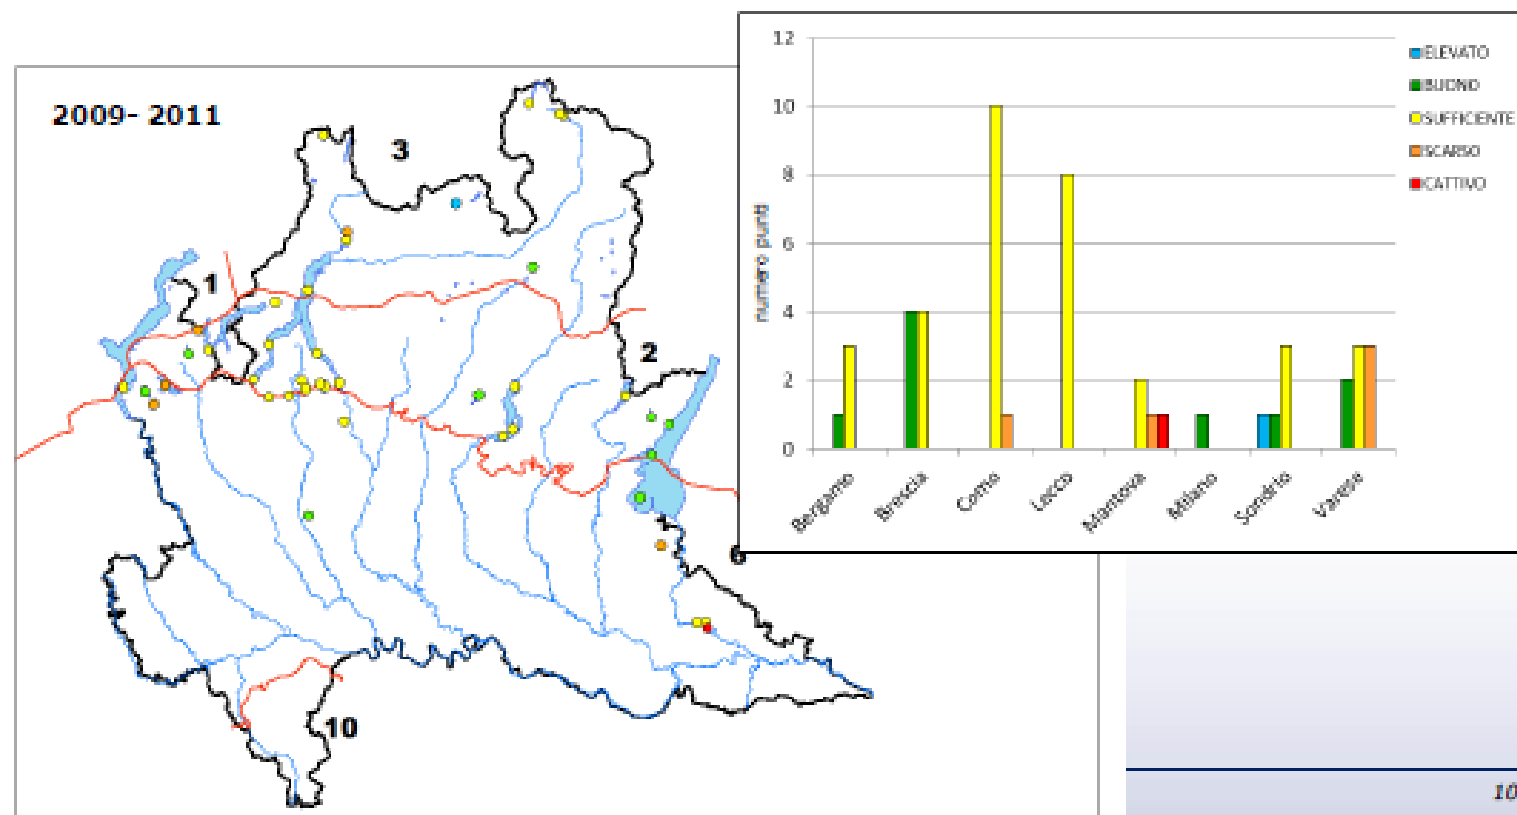 2009- 2011
3
1
2
6
10
12
10
8
6
4
2
0
numero punti
Bergamo
Brescia
Como
Lecco
Mantova
Milano
Sondrio
Varese
ELEVATO
BUONO
SUFFICIENTE
SCARSO
CATTIVO
10